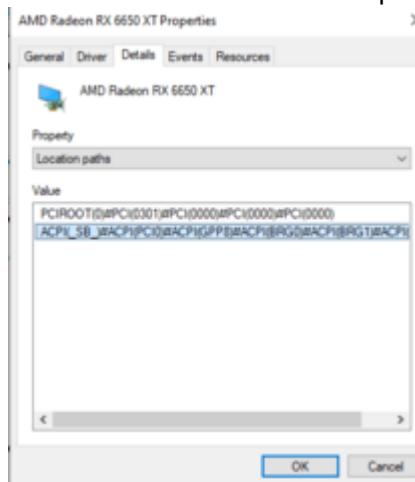 AMD Radeon RX 6650 XT Properties
General Driver Details Events Resources
AMD Radeon RX 6650 XT
Property
Location paths
Value
PCIROOT(0)#PCI(0301)#PCI(0000)#PCI(0000)#PCI(0000)
ACPI(_SB_)#ACPI(PCI0)#ACPI(GPP8)#ACPI(BRG0)#ACPI(BRG1)#ACPI(
OK Cancel